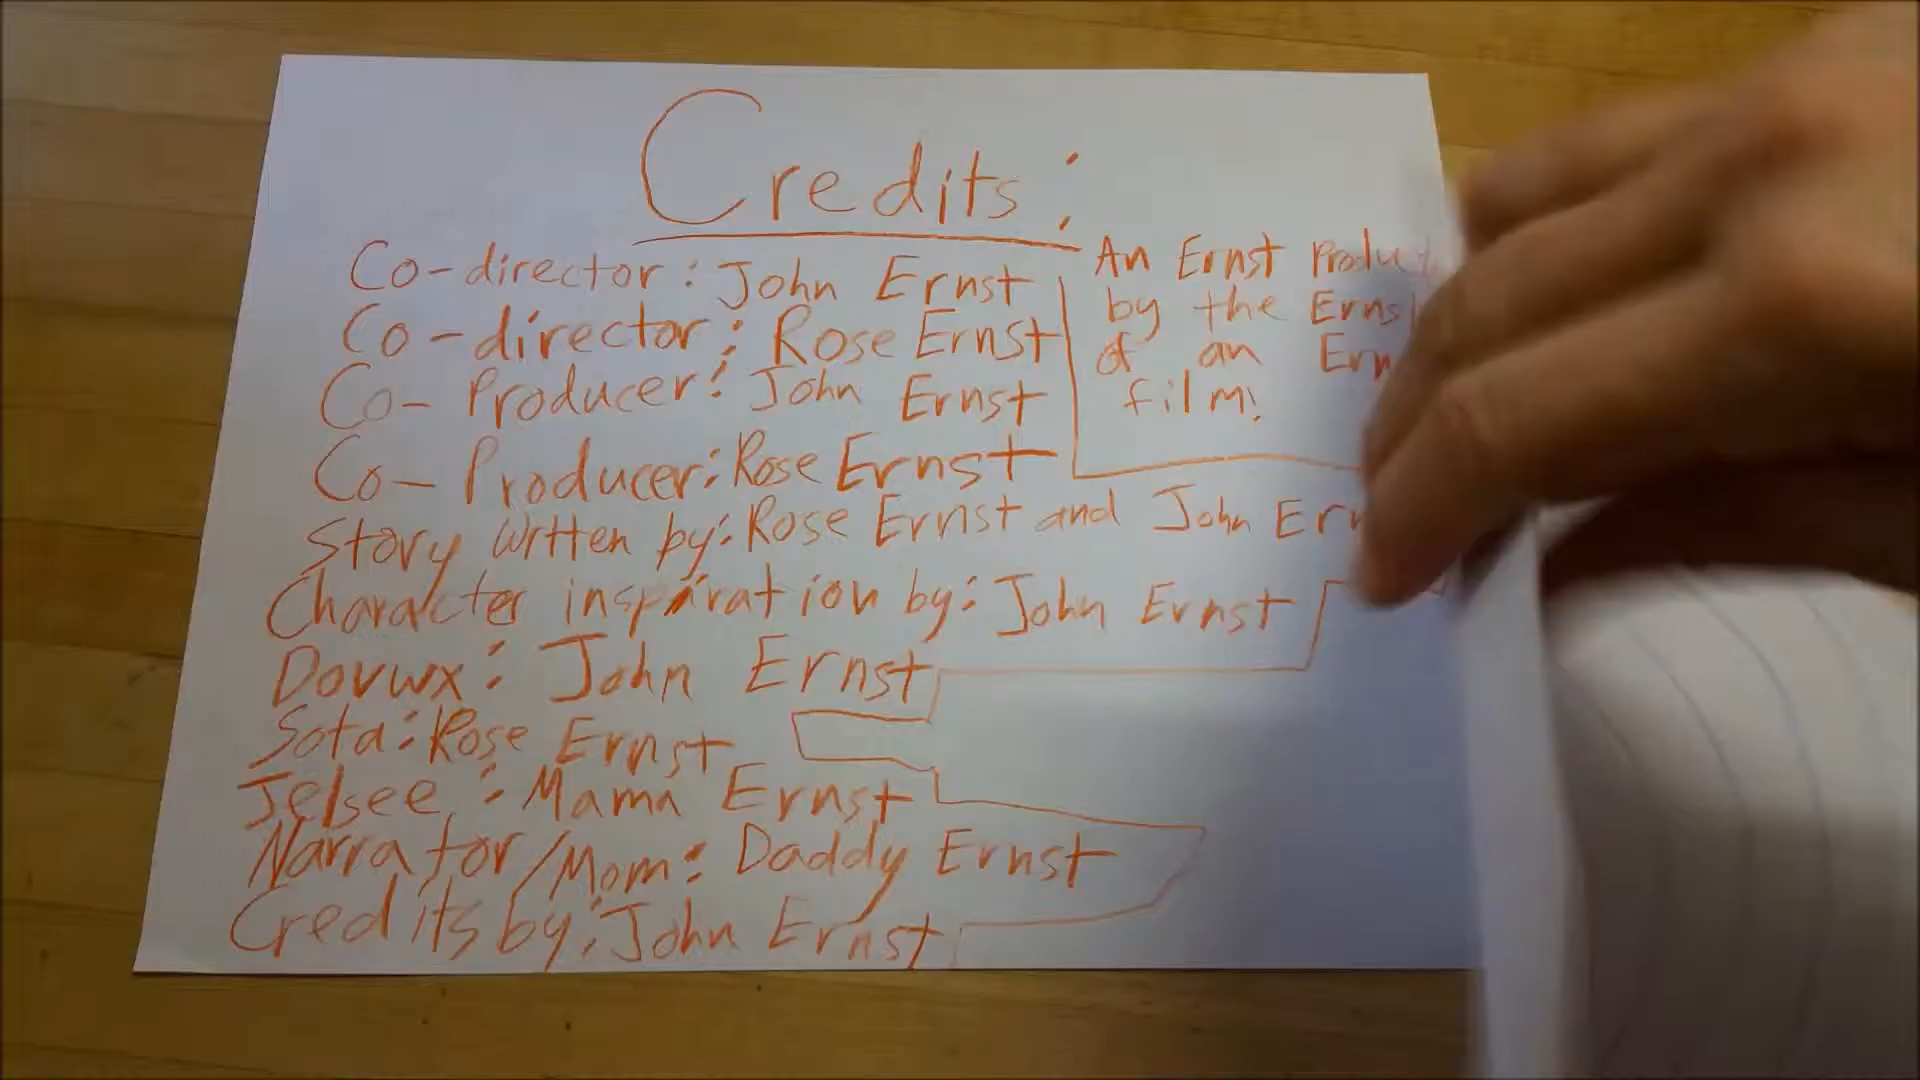 Credits:
Co-director: John Ernst
Co-director: Rose Ernst
Co-Producer: John Ernst
Co-Producer: Rose Ernst
An Ernst
by the
of an
film!
Story written by: Rose Ernst and John
Character inspiration by: John Ernst
Dovwx: John Ernst
Sota: Rose Ernst
Jelsee: Mama Ernst
Narrator/Mom: Daddy Ernst
Credits by: John Ernst